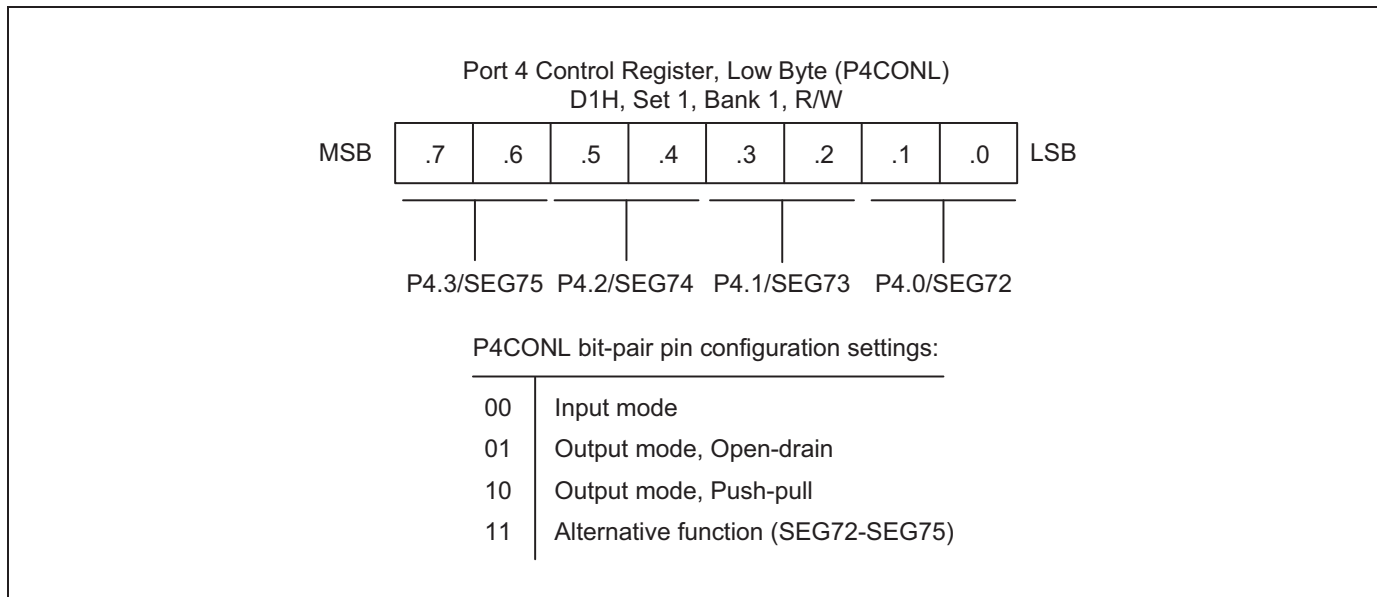 Port 4 Control Register, Low Byte (P4CONL)
D1H, Set 1, Bank 1, R/W
MSB .7 .6 .5 .4 .3 .2 .1 .0 LSB
P4.3/SEG75 P4.2/SEG74 P4.1/SEG73 P4.0/SEG72
P4CONL bit-pair pin configuration settings:
00 Input mode
01 Output mode, Open-drain
10 Output mode, Push-pull
11 Alternative function (SEG72-SEG75)